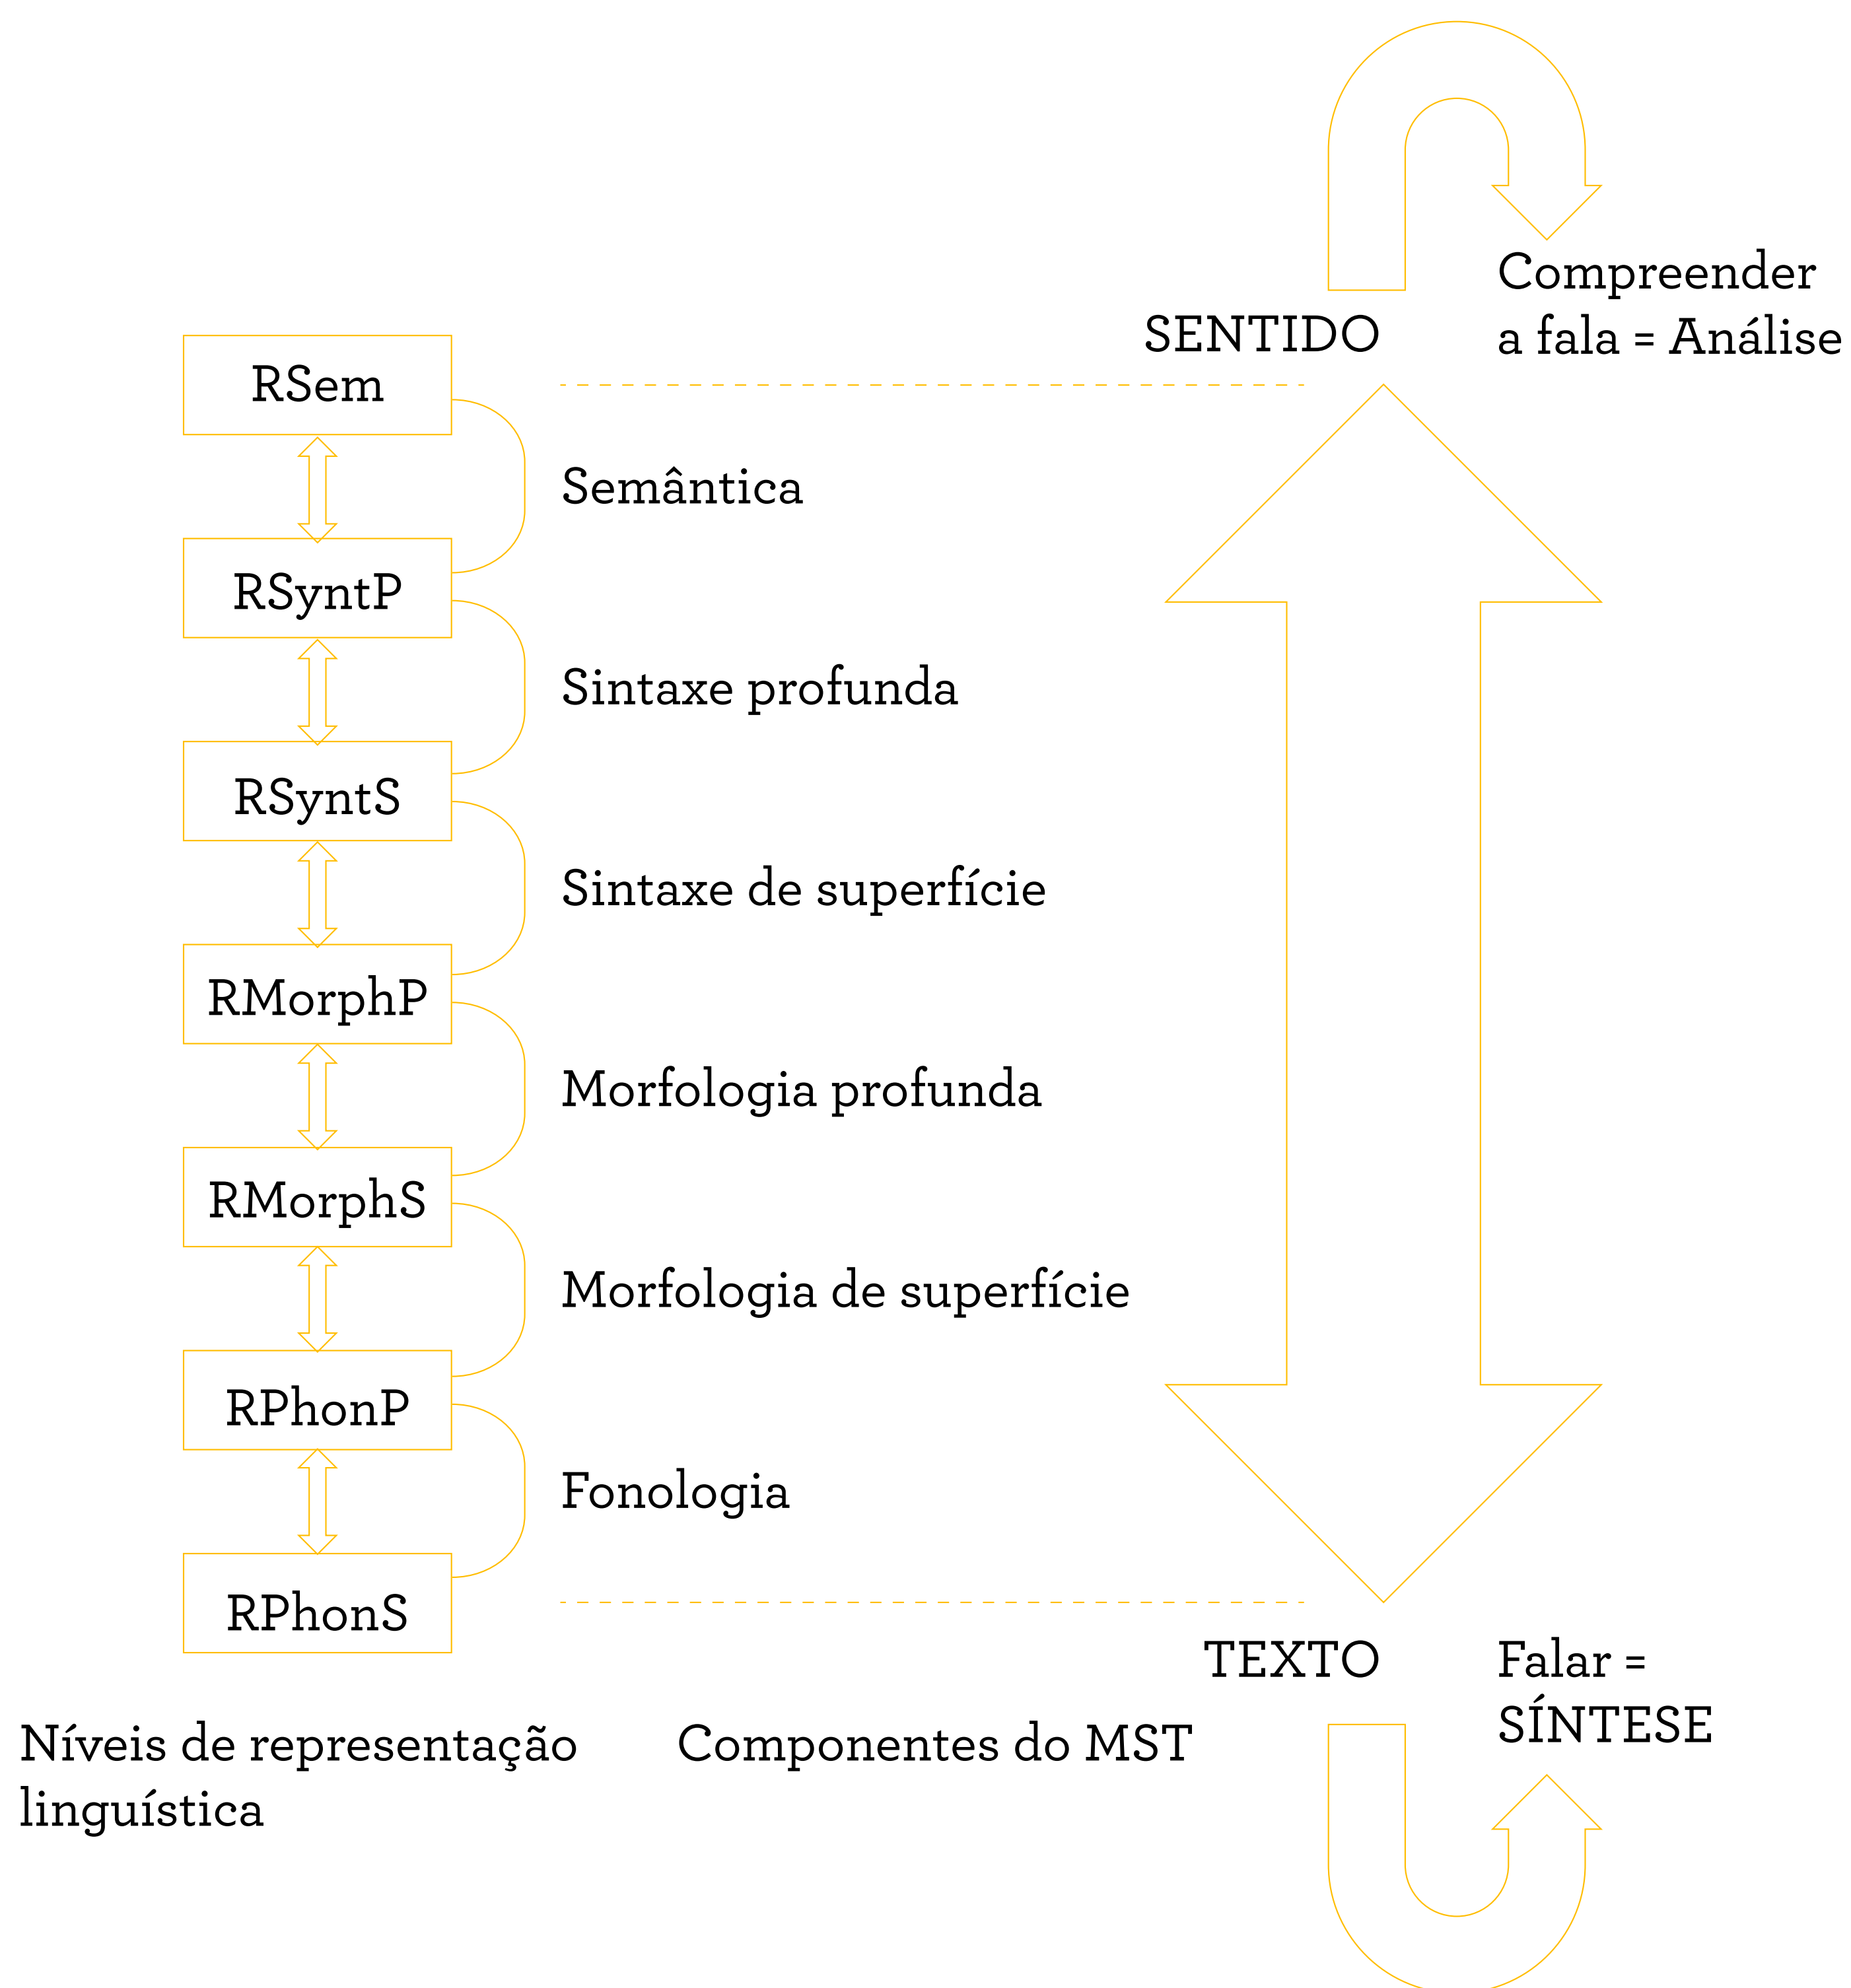 SENTIDO
Compreender
a fala = Análise
RSem
Semântica
RSyntP
Sintaxe profunda
RSyntS
Sintaxe de superfície
RMorphP
Morfologia profunda
RMorphS
Morfologia de superfície
RPhonP
Fonologia
RPhonS
TEXTO
Falar =
SÍNTESE
Níveis de representação
linguística
Componentes do MST